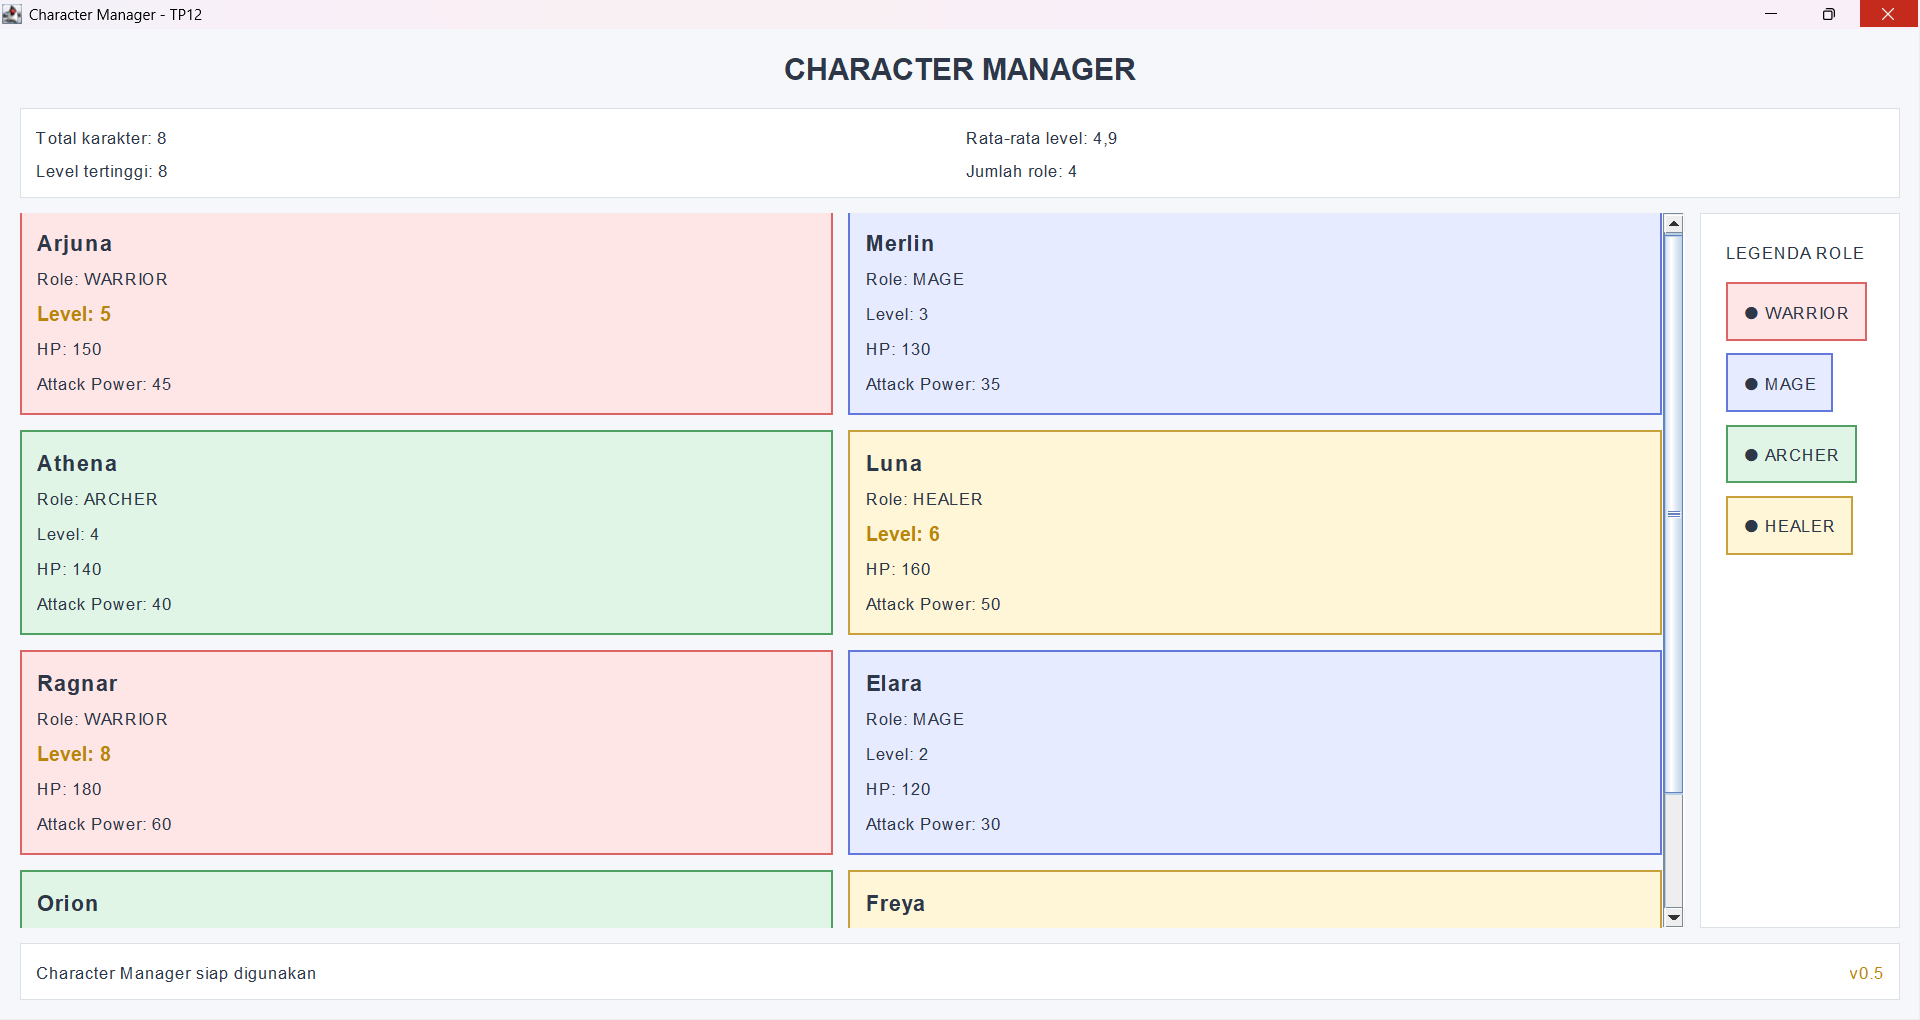 Character Manager - TP12
CHARACTER MANAGER
Total karakter: 8
Rata-rata level: 4,9
Level tertinggi: 8
Jumlah role: 4
Arjuna
Role: WARRIOR
Level: 5
HP: 150
Attack Power: 45
Merlin
Role: MAGE
Level: 3
HP: 130
Attack Power: 35
Athena
Role: ARCHER
Level: 4
HP: 140
Attack Power: 40
Luna
Role: HEALER
Level: 6
HP: 160
Attack Power: 50
Ragnar
Role: WARRIOR
Level: 8
HP: 180
Attack Power: 60
Elara
Role: MAGE
Level: 2
HP: 120
Attack Power: 30
Orion
Freya
LEGENDA ROLE
● WARRIOR
● MAGE
● ARCHER
● HEALER
Character Manager siap digunakan
v0.5